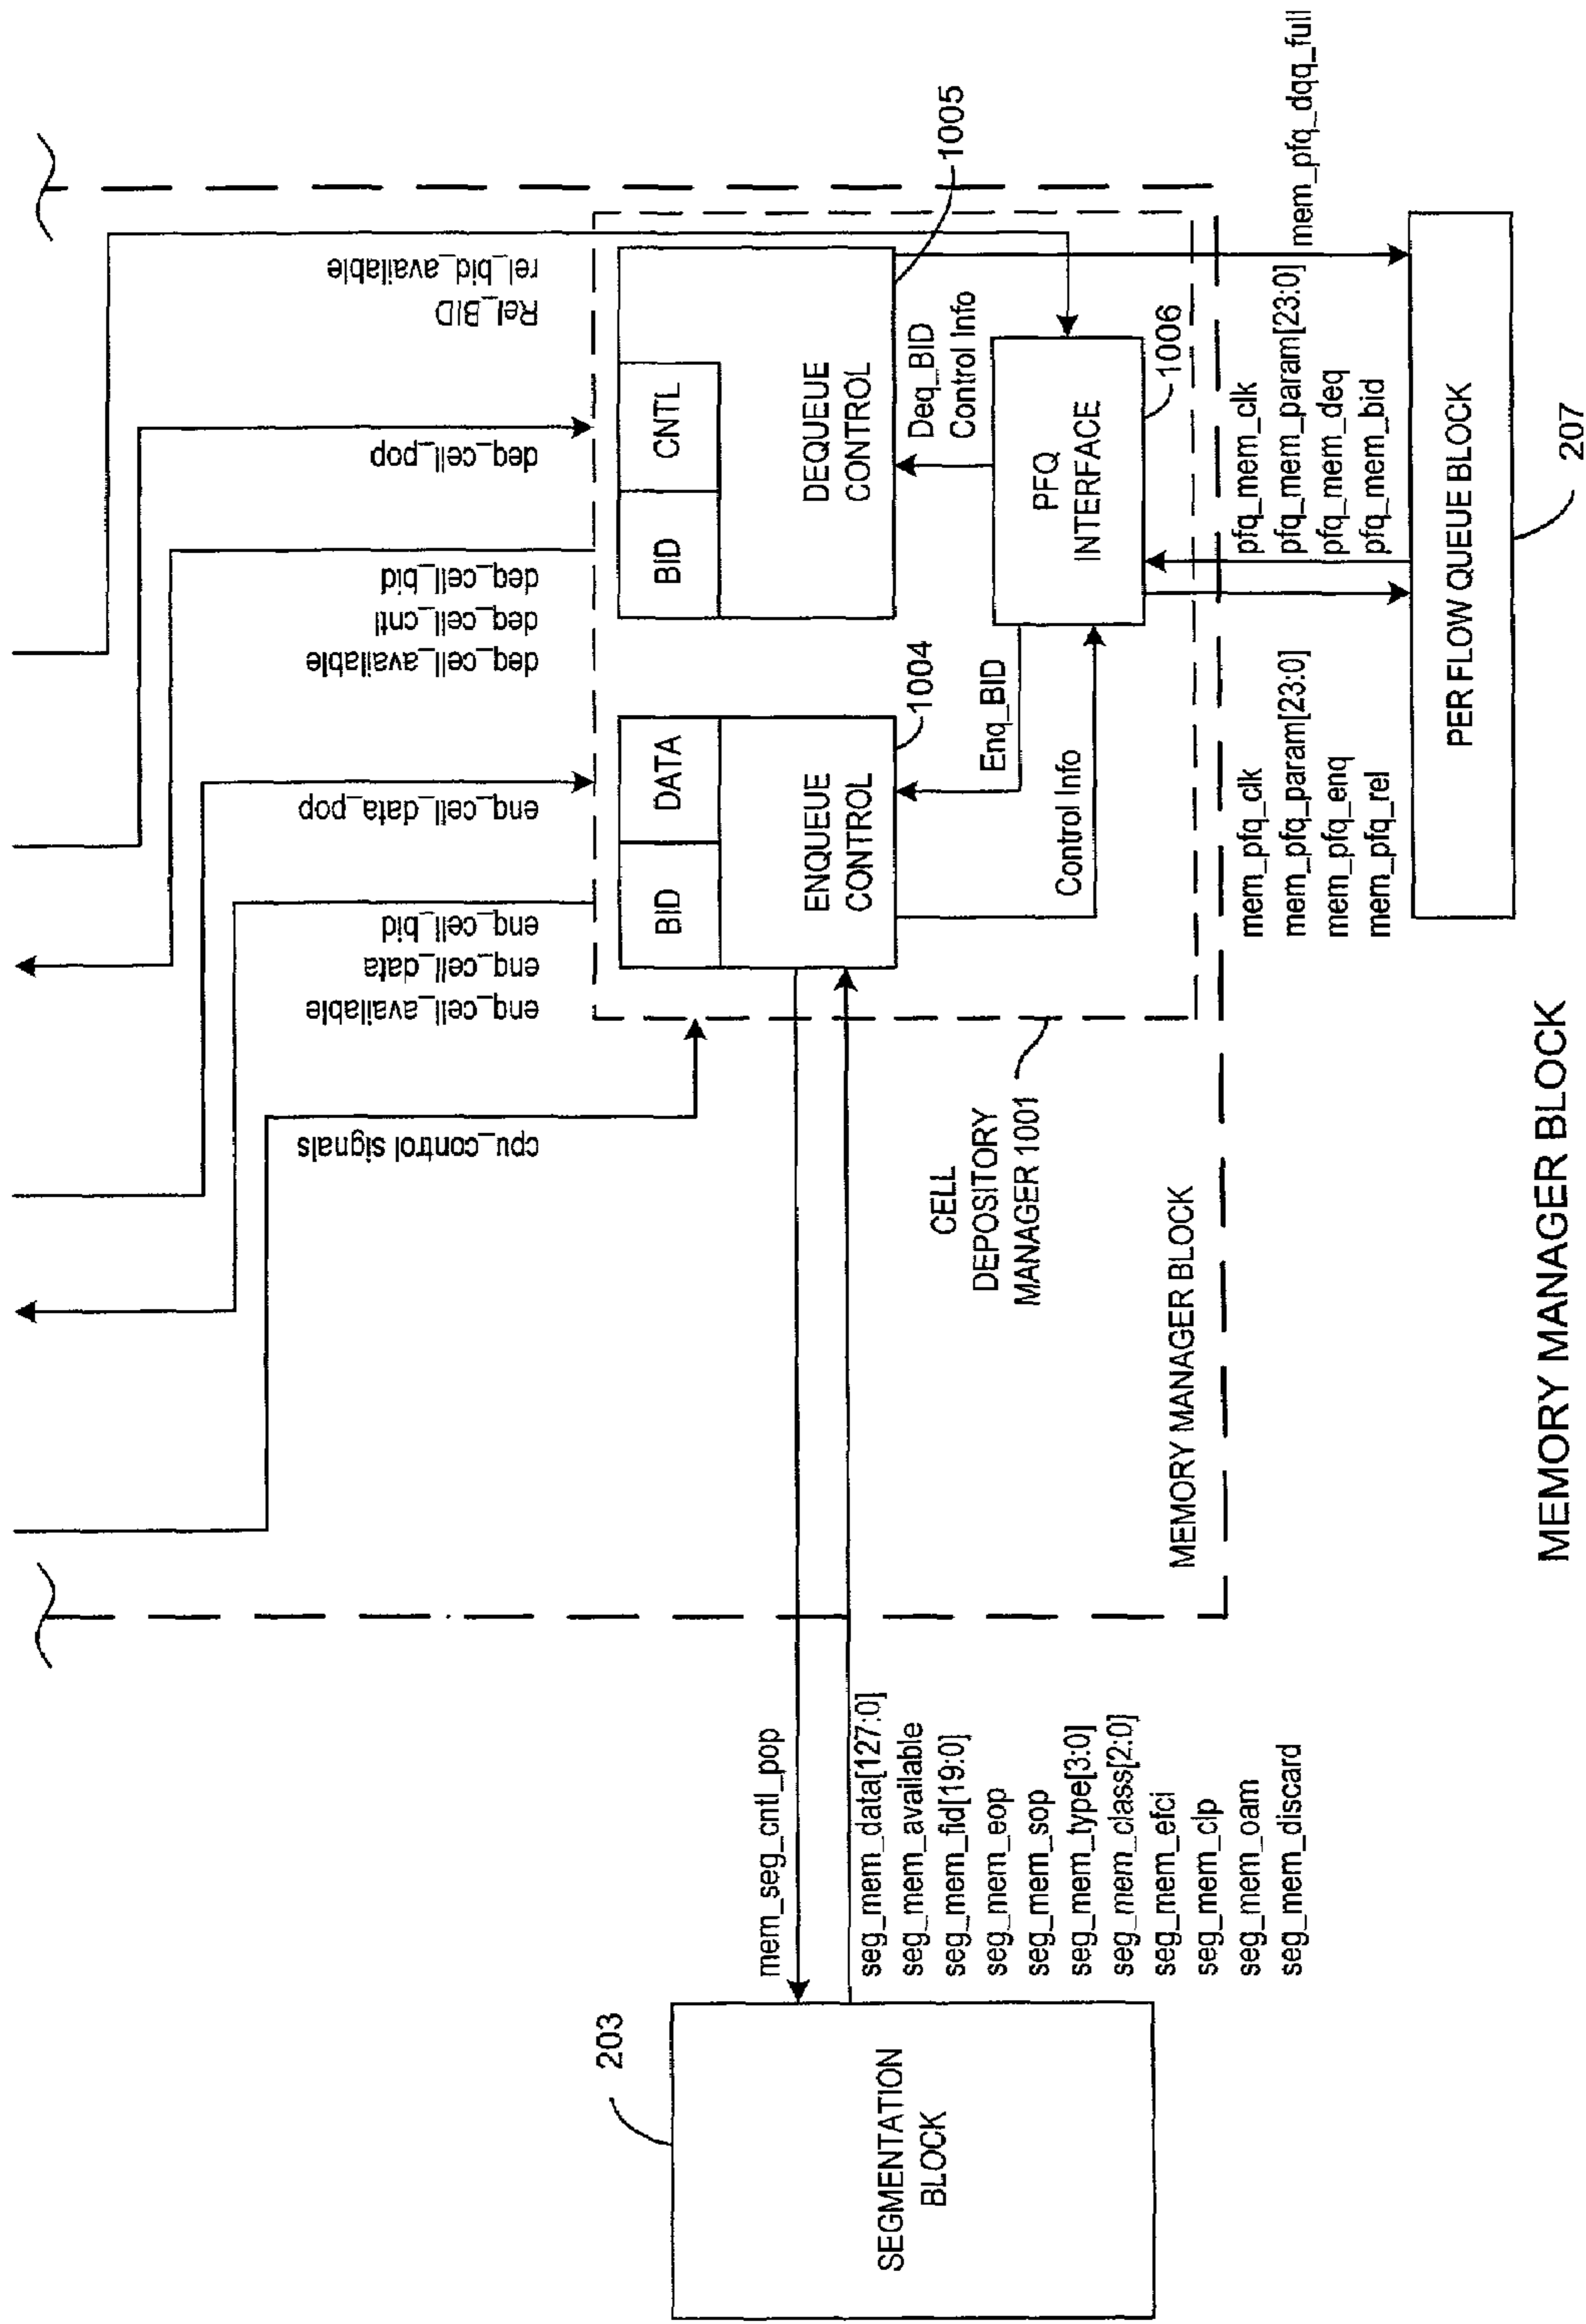 rel_bid_available
Rel_BID
deq_cell_pop
deq_cell_bid
deq_cell_cntl
deq_cell_available
enq_cell_data_pop
enq_cell_bid
enq_cell_data
enq_cell_available
cpu_control signals
1005
BID
CNTL
DEQUEUE
CONTROL
Deq_BID
Control Info
PFQ
INTERFACE
1006
1004
BID
DATA
ENQUEUE
CONTROL
Enq_BID
Control Info
CELL
DEPOSITORY
MANAGER 1001
MEMORY MANAGER BLOCK
mem_pfq_dqq_full
pfq_mem_clk
pfq_mem_param[23:0]
pfq_mem_deq
pfq_mem_bid
mem_pfq_clk
mem_pfq_param[23:0]
mem_pfq_enq
mem_pfq_rel
PER FLOW QUEUE BLOCK
207
203
SEGMENTATION
BLOCK
mem_seg_cntl_pop
seg_mem_data[127:0]
seg_mem_available
seg_mem_fid[19:0]
seg_mem_eop
seg_mem_sop
seg_mem_type[3:0]
seg_mem_class[2:0]
seg_mem_efci
seg_mem_clp
seg_mem_oam
seg_mem_discard
MEMORY MANAGER BLOCK